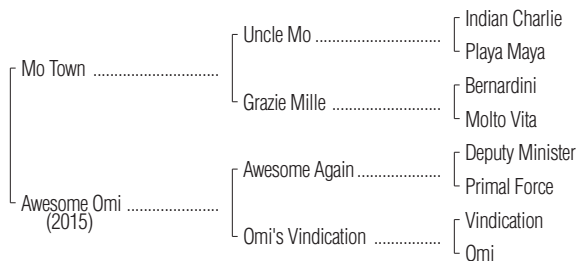 Indian Charlie
Uncle Mo ................................
Playa Maya
Mo Town ................................
Bernardini
Grazie Mille ...........................
Molto Vita
Deputy Minister
Awesome Again .....................
Primal Force
Awesome Omi .......................
(2015)
Vindication
Omi's Vindication .................
Omi